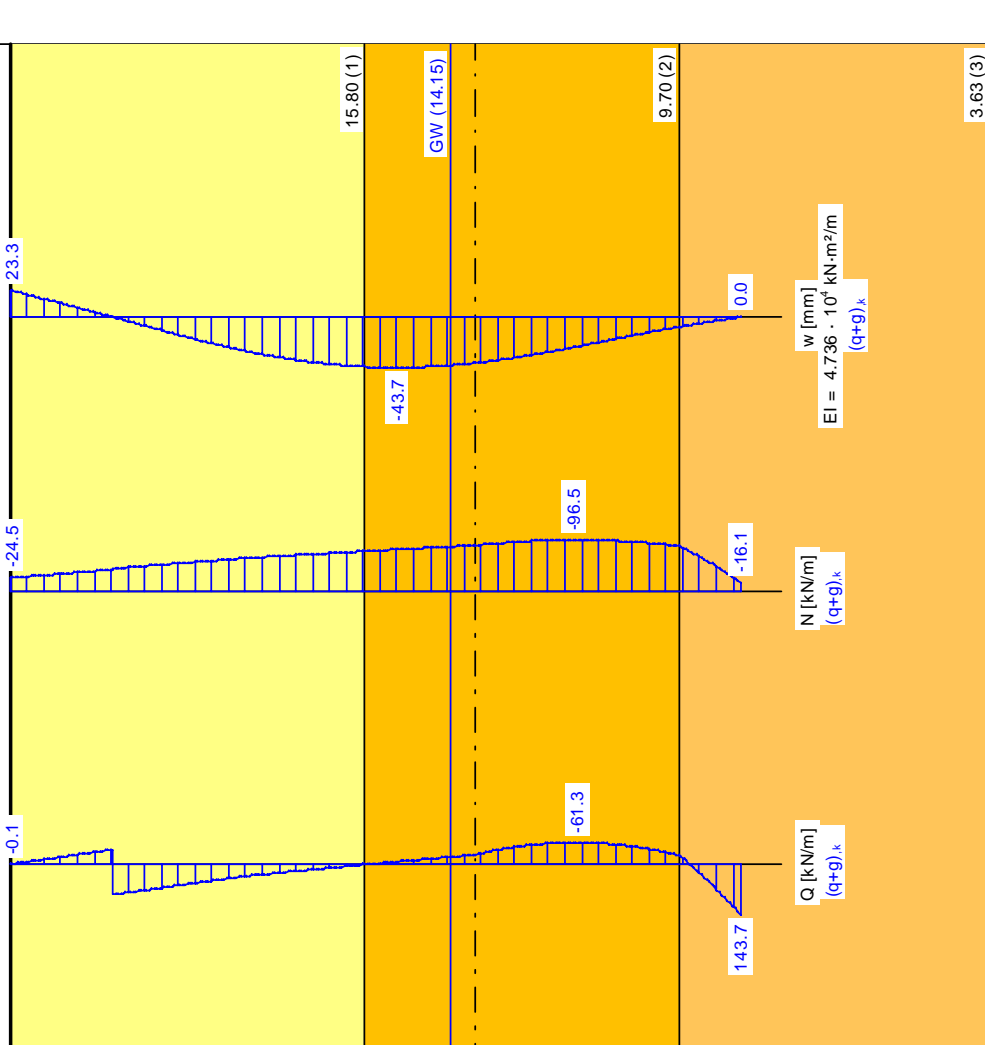 15.80 (1)
GW (14.15)
9.70 (2)
3.63 (3)
23.3
-43.7
0.0
w [mm]
EI = 4.736 · 10⁴ kN·m²/m
(q+g),k
-24.5
-96.5
-16.1
N [kN/m]
(q+g),k
-0.1
-61.3
143.7
Q [kN/m]
(q+g),k